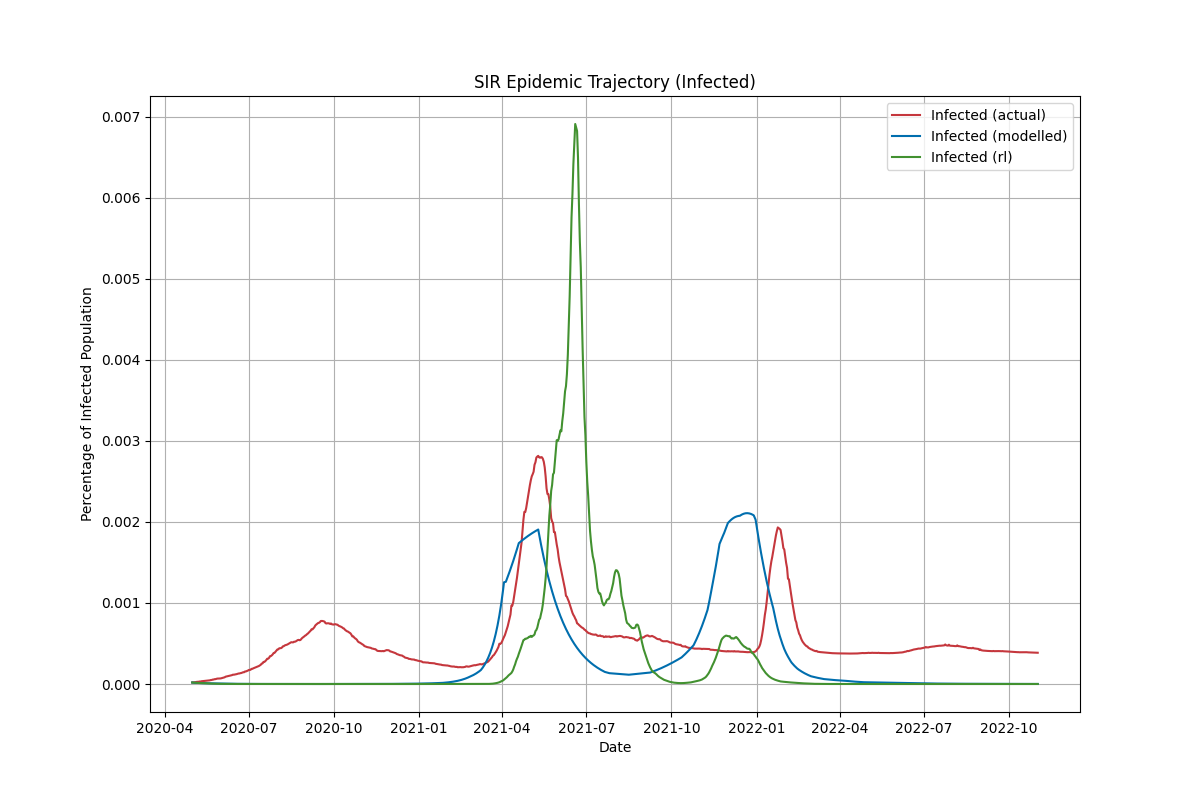 SIR Epidemic Trajectory (Infected)
Infected (actual)
Infected (modelled)
Infected (rl)
Percentage of Infected Population
0.007
0.006
0.005
0.004
0.003
0.002
0.001
0.000
2020-04 2020-07 2020-10 2021-01 2021-04 2021-07 2021-10 2022-01 2022-04 2022-07 2022-10
Date